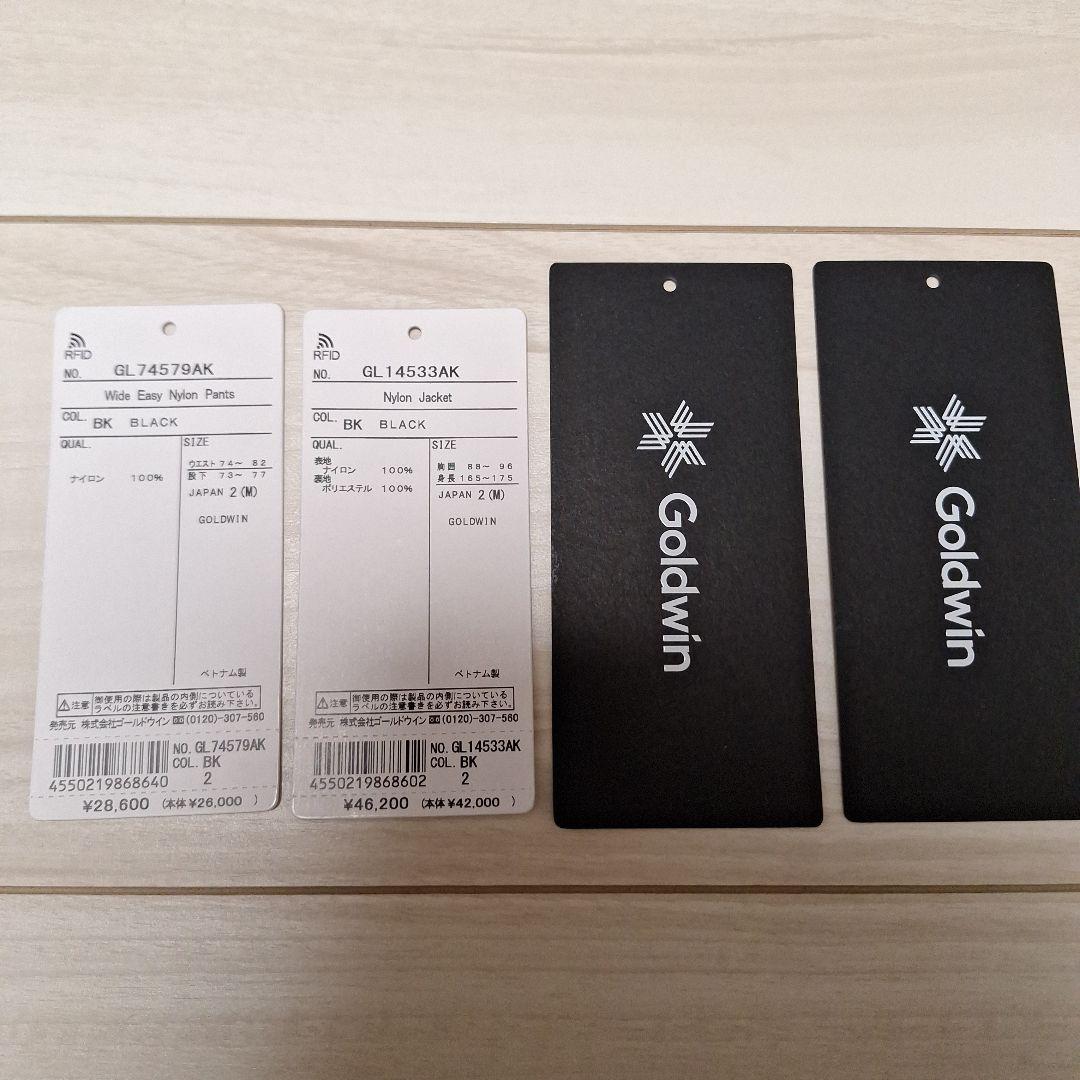 RFID
NO. GL74579AK
Wide Easy Nylon Pants
COL. BK BLACK
QUAL.
ナイロン 100%
SIZE
ウエスト 74～ 82
股下 73～ 77
JAPAN 2(M)
GOLDWIN
ベトナム製
注意 御使用の際は製品の内側についている
ラベルの注意書きを必ずお読み下さい。
発売元 株式会社ゴールドウイン (0120)-307-560
NO. GL74579AK
COL. BK
2
4550219868640
¥28,600 (本体¥26,000 )
RFID
NO. GL14533AK
Nylon Jacket
COL. BK BLACK
QUAL.
表地
ナイロン 100%
裏地
ポリエステル 100%
SIZE
胸囲 88～ 96
身長 165～175
JAPAN 2(M)
GOLDWIN
ベトナム製
注意 御使用の際は製品の内側についている
ラベルの注意書きを必ずお読み下さい。
発売元 株式会社ゴールドウイン (0120)-307-560
NO. GL14533AK
COL. BK
2
4550219868602
¥46,200 (本体¥42,000 )
Goldwin
Goldwin